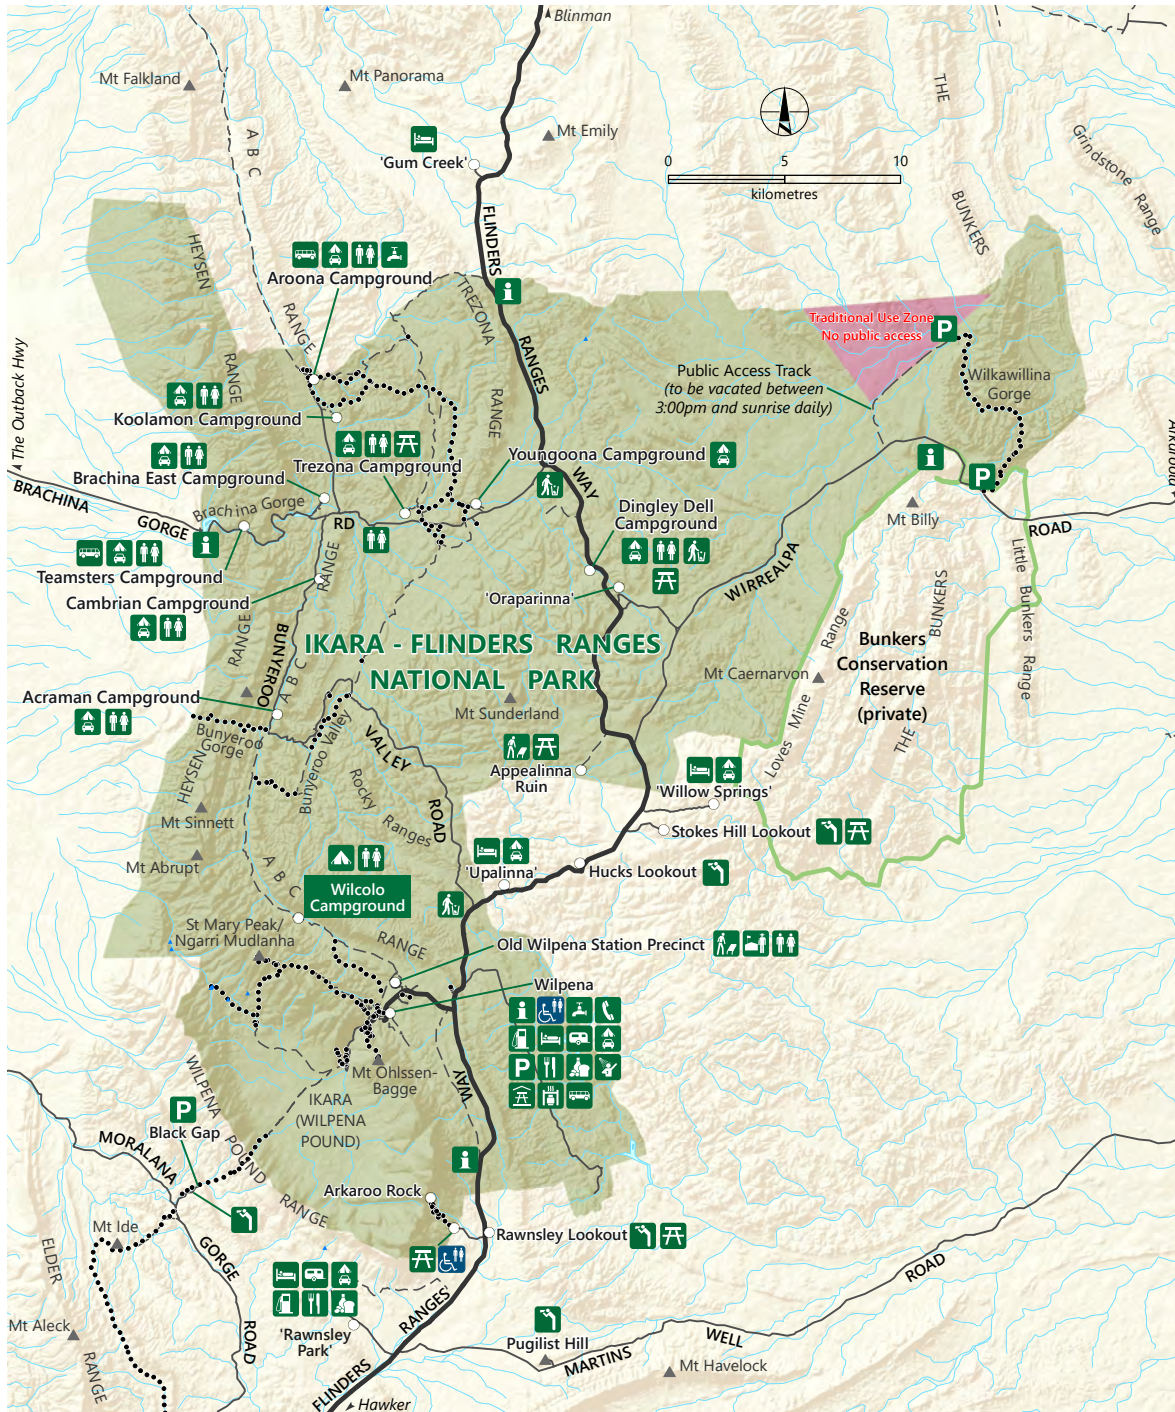 Blinman
Mt Falkland
Mt Panorama
Mt Emily
'Gum Creek'
0 5 10
kilometres
THE
BUNKERS
Grindstone Range
A B C
RANGE
HEYSEN
RANGE
FLINDERS
RANGES
WAY
i
Aroona Campground
TREZONA
RANGE
Traditional Use Zone
No public access
P
Public Access Track
(to be vacated between
3:00pm and sunrise daily)
Wilkawillina
Gorge
The Outback Hwy
Koolamon Campground
Trezona Campground
Youngoona Campground
Brachina East Campground
Brachina Gorge
BRACHINA
GORGE
RD
i
Dingley Dell
Campground
i
P
Mt Billy
ROAD
Teamsters Campground
Cambrian Campground
RANGE
RANGE
BUNYEROO
A B C
'Oraparinna'
WIRREALPA
Little Bunkers Range
BUNKERS
THE
Bunkers
Conservation
Reserve
(private)
Loves Mine Range
Mt Caernarvon
IKARA - FLINDERS RANGES
NATIONAL PARK
Acraman Campground
Mt Sunderland
Bunyeroo
Gorge
Bunyeroo Valley
VALLEY
ROAD
Rocky Ranges
HEYSEN
Appealinna
Ruin
'Willow Springs'
Mt Sinnett
Stokes Hill Lookout
Mt Abrupt
A B C
RANGE
'Upalinna'
Hucks Lookout
Wilcolo
Campground
St Mary Peak/
Ngarri Mudlanha
Old Wilpena Station Precinct
Wilpena
i
P
Mt Ohlssen-
Bagge
WAY
IKARA
(WILPENA
POUND)
WILPENA POUND RANGE
P
Black Gap
MORALANA
GORGE
ROAD
i
Arkaroo Rock
Rawnsley Lookout
Mt Ide
ELDER
RANGE
Mt Aleck
'Rawnsley
Park'
FLINDERS
RANGES
Hawker
Pugilist Hill
MARTINS
WELL
ROAD
Mt Havelock